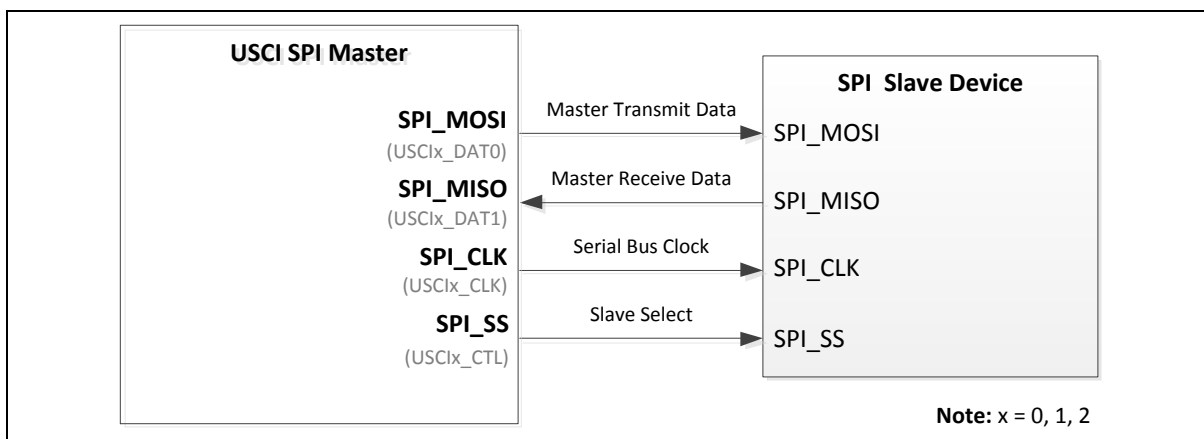 USCI SPI Master
SPI_MOSI
(USCIx_DAT0)
SPI_MISO
(USCIx_DAT1)
SPI_CLK
(USCIx_CLK)
SPI_SS
(USCIx_CTL)
Master Transmit Data
Master Receive Data
Serial Bus Clock
Slave Select
SPI Slave Device
SPI_MOSI
SPI_MISO
SPI_CLK
SPI_SS
Note: x = 0, 1, 2